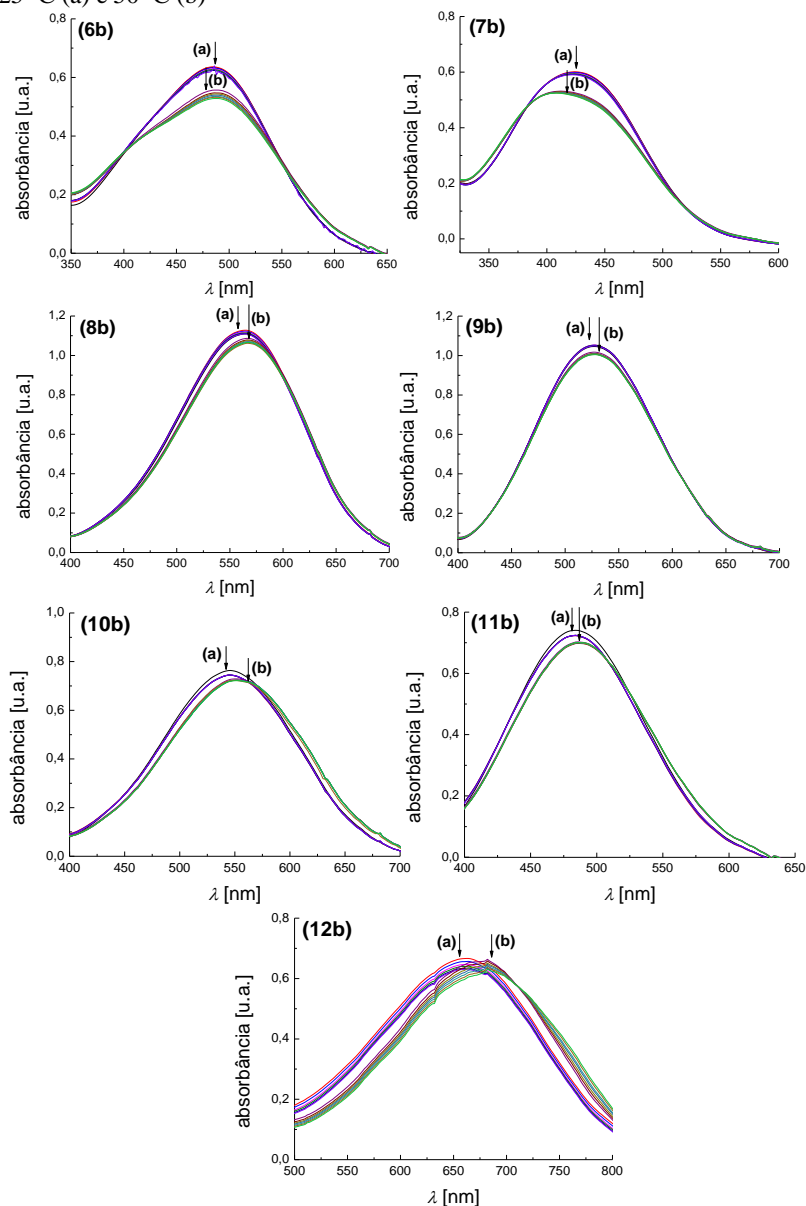 25 °C (a) e 50 °C (b)
(6b)
(a)
(b)
0,8
0,6
0,4
0,2
0,0
absorbância [u.a.]
350 400 450 500 550 600 650
λ [nm]
(7b)
(a)
(b)
0,8
0,6
0,4
0,2
0,0
absorbância [u.a.]
350 400 450 500 550 600
λ [nm]
(8b)
(a)
(b)
1,2
1,0
0,8
0,6
0,4
0,2
0,0
absorbância [u.a.]
400 450 500 550 600 650 700
λ [nm]
(9b)
(a)
(b)
1,2
1,0
0,8
0,6
0,4
0,2
0,0
absorbância [u.a.]
400 450 500 550 600 650 700
λ [nm]
(10b)
(a)
(b)
1,0
0,8
0,6
0,4
0,2
0,0
absorbância [u.a.]
400 450 500 550 600 650 700
λ [nm]
(11b)
(a)
(b)
0,8
0,6
0,4
0,2
0,0
absorbância [u.a.]
400 450 500 550 600 650
λ [nm]
(12b)
(a)
(b)
0,8
0,6
0,4
0,2
0,0
absorbância [u.a.]
500 550 600 650 700 750 800
λ [nm]